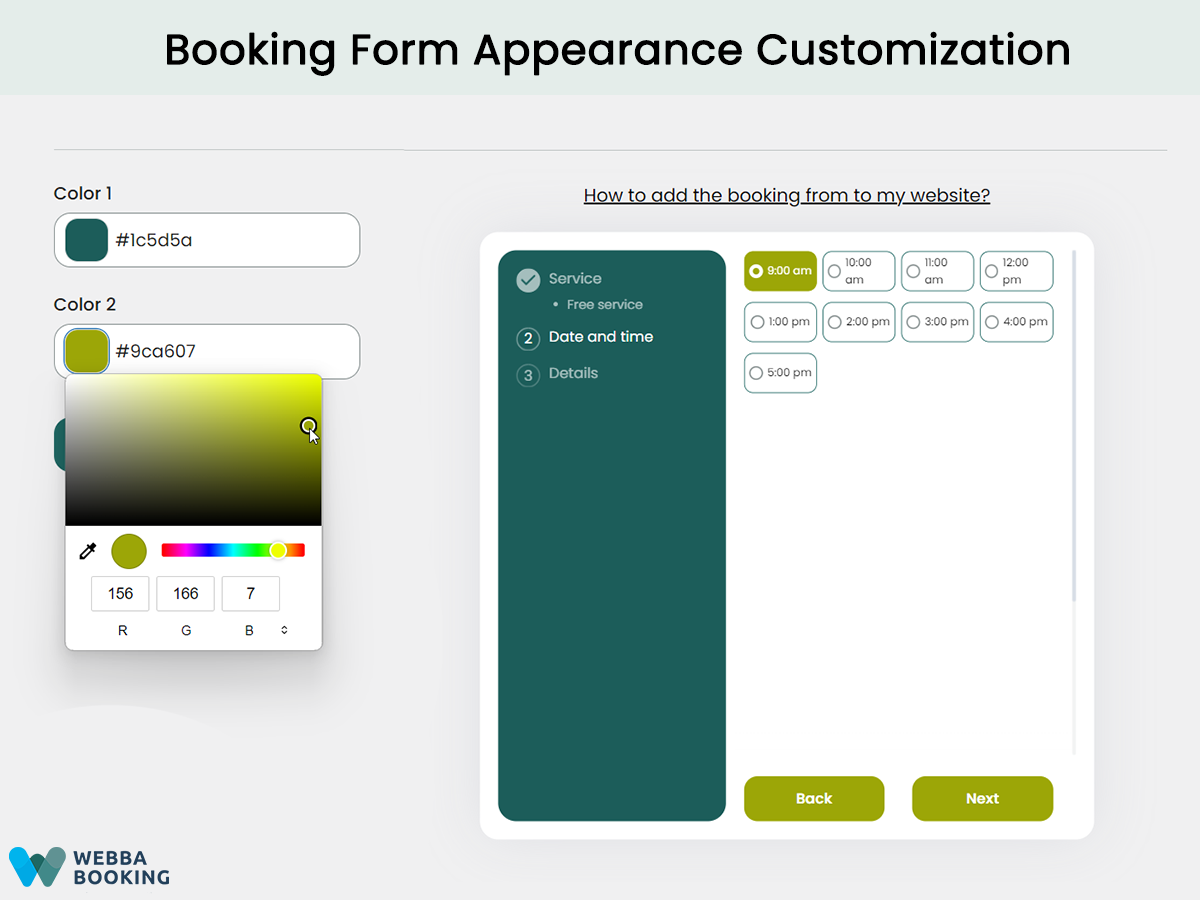 Booking Form Appearance Customization
Color 1
#1c5d5a
Color 2
#9ca607
156
166
7
R
G
B
How to add the booking from to my website?
Service
• Free service
2
Date and time
3
Details
9:00 am
10:00
am
11:00
am
12:00
pm
1:00 pm
2:00 pm
3:00 pm
4:00 pm
5:00 pm
Back
Next
WEBBA
BOOKING